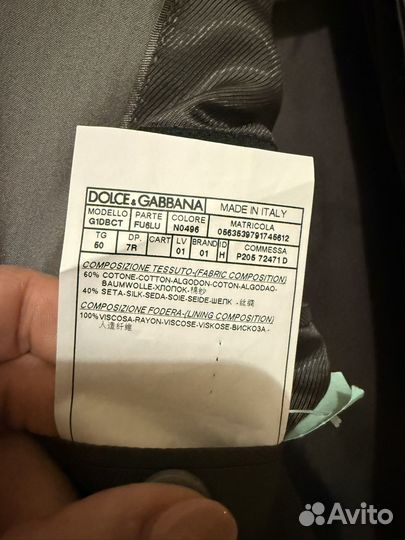 DOLCE&GABBANA MADE IN ITALY
MODELLO PARTE COLORE MATRICOLA
G1DBCT FU6LU N0496 0563539791745612
TG DP. CART LV BRAND ID COMMESSA
50 7R 01 01 H P205 72471 D
COMPOSIZIONE TESSUTO-(FABRIC COMPOSITION)
60% COTONE-COTTON-ALGODON-COTON-ALGODAO-
BAUMWOLLE-ХЛОПОК-棉纱
40% SETA-SILK-SEDA-SOIE-SEIDE-ШЕЛК -丝绸
COMPOSIZIONE FODERA-(LINING COMPOSITION)
100%VISCOSA-RAYON-VISCOSE-VISKOSE-ВИСКОЗА -
人造纤维
Avito